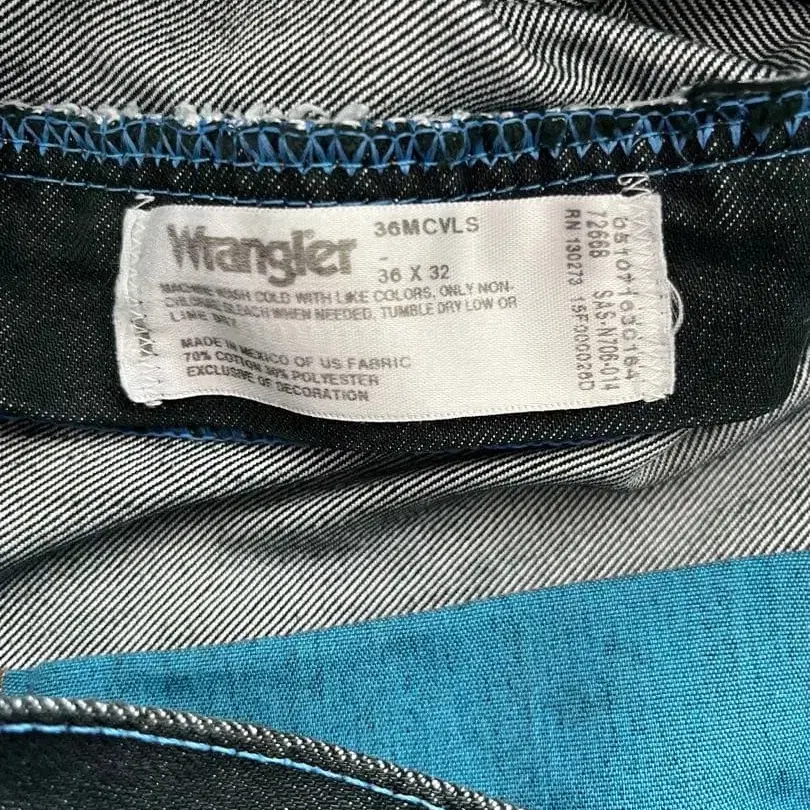 Wrangler
36MCVLS
-
36 X 32
MACHINE WASH COLD WITH LIKE COLORS, ONLY NON-
CHLORINE BLEACH WHEN NEEDED, TUMBLE DRY LOW OR
LINE DRY
MADE IN MEXICO OF US FABRIC
70% COTTON 30% POLYESTER
EXCLUSIVE OF DECORATION
72668 SAS-N706-014
RN 130273 15F000028D